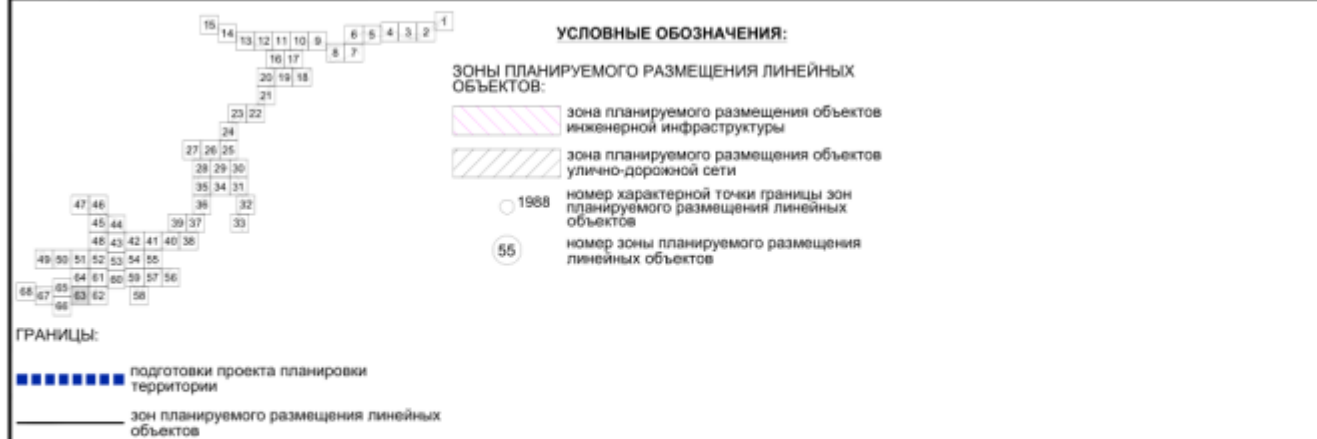 15 14 13 12 11 10 9 8 7 6 5 4 3 2 1
16 17
20 19 18
21
23 22
24
27 26 25
28 29 30
35 34 31
36 32
47 46
45 44 39 37 33
48 43 42 41 40 38
49 50 51 52 53 54 55
64 61 60 59 57 56
68 67 65 63 62 58
66
УСЛОВНЫЕ ОБОЗНАЧЕНИЯ:
ЗОНЫ ПЛАНИРУЕМОГО РАЗМЕЩЕНИЯ ЛИНЕЙНЫХ
ОБЪЕКТОВ:
зона планируемого размещения объектов
инженерной инфраструктуры
зона планируемого размещения объектов
улично-дорожной сети
1988 номер характерной точки границы зон
планируемого размещения линейных
объектов
55 номер зоны планируемого размещения
линейных объектов
ГРАНИЦЫ:
подготовки проекта планировки
территории
зон планируемого размещения линейных
объектов